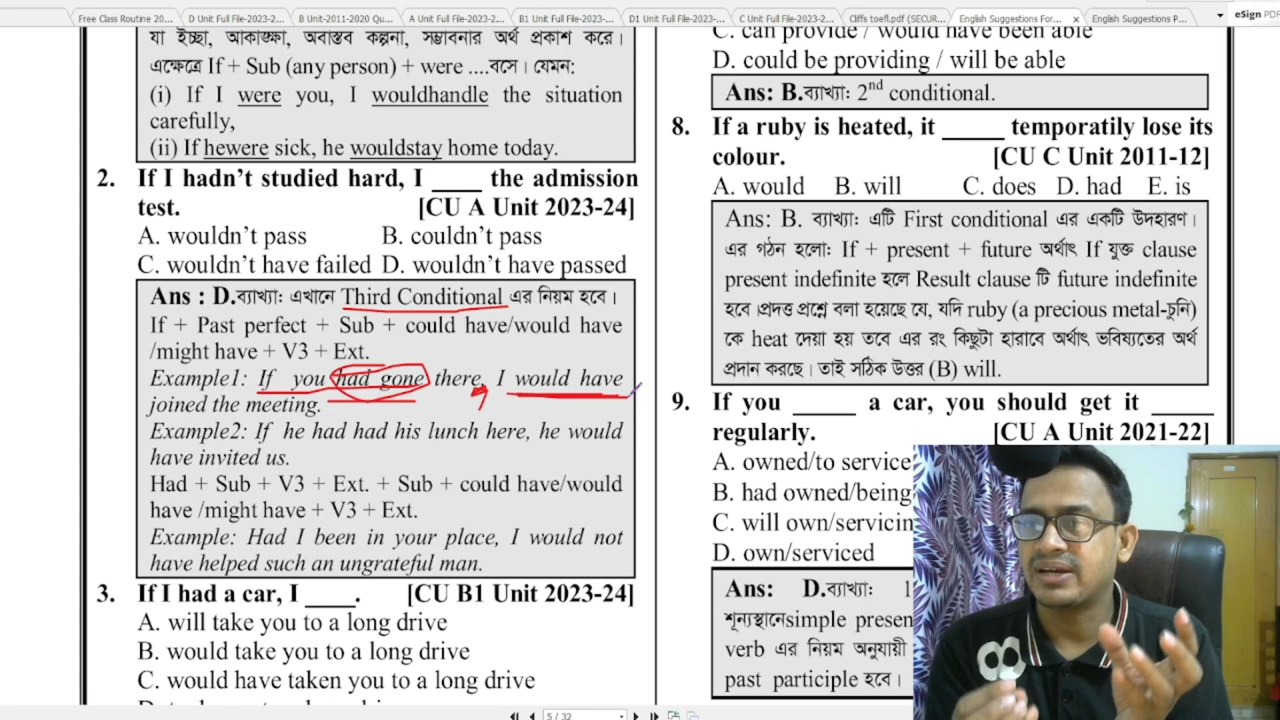 Free Class Routine 20...
D Unit Full File-2023-2...
B Unit-2011-2020 Qu...
A Unit Full File-2023-2...
B1 Unit Full File-2023-...
D1 Unit Full File-2023-...
C Unit Full File-2023-2...
Cliffs toefl.pdf (SECUR...
English Suggestions For...
English Suggestions P...
eSign PDF
যা ইচ্ছা, আকাঙ্ক্ষা, অবাস্তব কল্পনা, সম্ভাবনার অর্থ প্রকাশ করে।
এক্ষেত্রে If + Sub (any person) + were ....বসে। যেমন:
(i) If I were you, I wouldhandle the situation
carefully,
(ii) If hewere sick, he wouldstay home today.
2. If I hadn’t studied hard, I ____ the admission
test. [CU A Unit 2023-24]
A. wouldn’t pass B. couldn’t pass
C. wouldn’t have failed D. wouldn’t have passed
Ans : D.ব্যাখ্যা: এখানে Third Conditional এর নিয়ম হবে।
If + Past perfect + Sub + could have/would have
/might have + V3 + Ext.
Example1: If you had gone there, I would have
joined the meeting.
Example2: If he had had his lunch here, he would
have invited us.
Had + Sub + V3 + Ext. + Sub + could have/would
have /might have + V3 + Ext.
Example: Had I been in your place, I would not
have helped such an ungrateful man.
3. If I had a car, I ____. [CU B1 Unit 2023-24]
A. will take you to a long drive
B. would take you to a long drive
C. would have taken you to a long drive
C. can provide / would have been able
D. could be providing / will be able
Ans: B.ব্যাখ্যা: 2nd conditional.
8. If a ruby is heated, it _____ temporatily lose its
colour. [CU C Unit 2011-12]
A. would B. will C. does D. had E. is
Ans: B. ব্যাখ্যা: এটি First conditional এর একটি উদহারণ।
এর গঠন হলো: If + present + future অর্থাৎ If যুক্ত clause
present indefinite হলে Result clause টি future indefinite
হবে।প্রদত্ত প্রশ্নে বলা হয়েছে যে, যদি ruby (a precious metal-চুনি)
কে heat দেয়া হয় তবে এর রং কিছুটা হারাবে অর্থাৎ ভবিষ্যতের অর্থ
প্রদান করছে। তাই সঠিক উত্তর (B) will.
9. If you _____ a car, you should get it _____
regularly. [CU A Unit 2021-22]
A. owned/to service
B. had owned/being
C. will own/servicin
D. own/serviced
Ans: D.ব্যাখ্যা: 1
শূন্যস্থানেsimple presen
verb এর নিয়ম অনুযায়ী
past participle হবে।
5 / 32